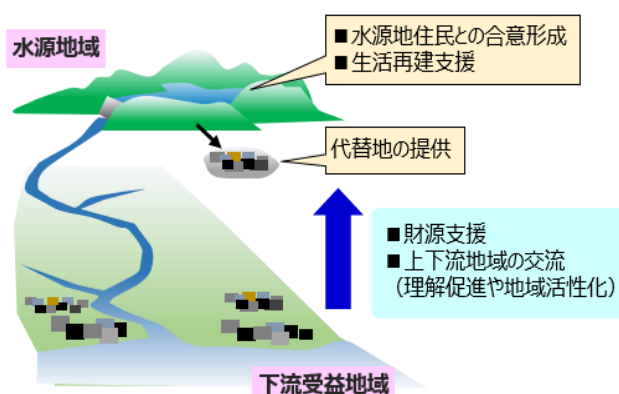 水源地域
■水源地住民との合意形成
■生活再建支援
代替地の提供
■財源支援
■上下流地域の交流
（理解促進や地域活性化）
下流受益地域